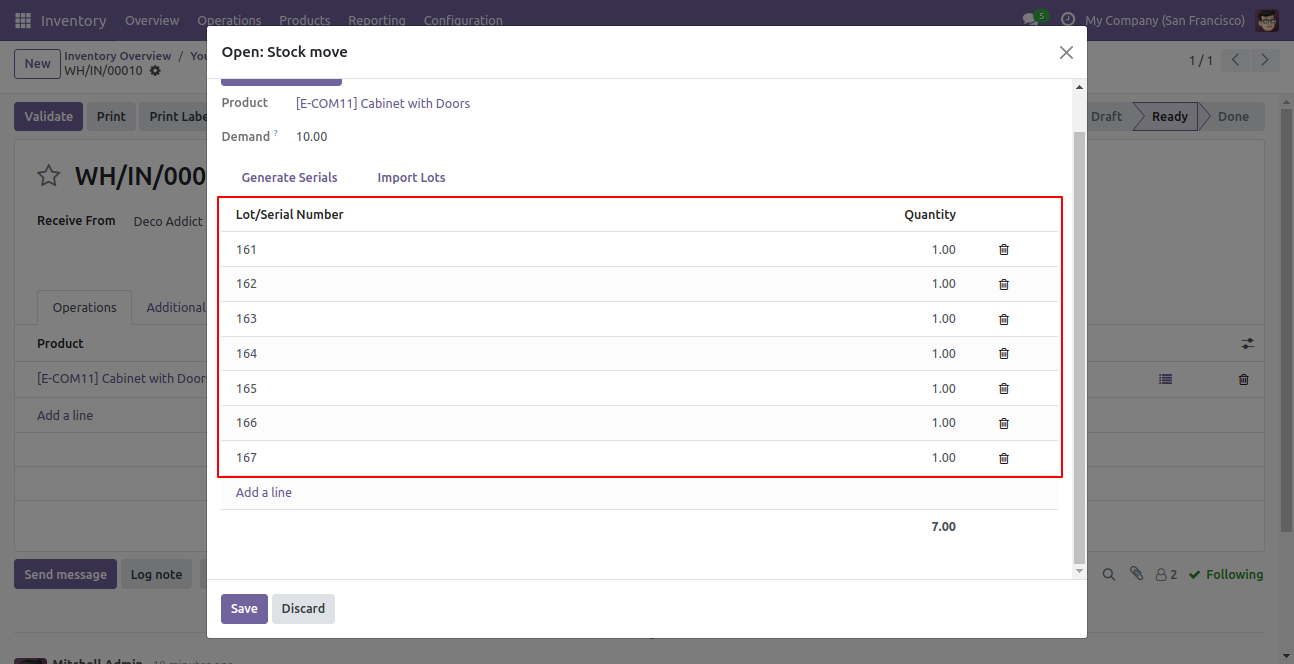 Inventory Overview Operations Products Reporting Configuration 5 My Company (San Francisco)
New Inventory Overview / You
WH/IN/00010
1 / 1
Open: Stock move
Validate Print Print Labe Draft Ready Done
Product [E-COM11] Cabinet with Doors
Demand ? 10.00
WH/IN/000
Generate Serials Import Lots
Receive From Deco Addict
Lot/Serial Number Quantity
161 1.00
162 1.00
163 1.00
164 1.00
165 1.00
166 1.00
167 1.00
Add a line
7.00
Operations Additional
Product
[E-COM11] Cabinet with Door
Add a line
Send message Log note 2 Following
Save Discard
Mitchell Admin